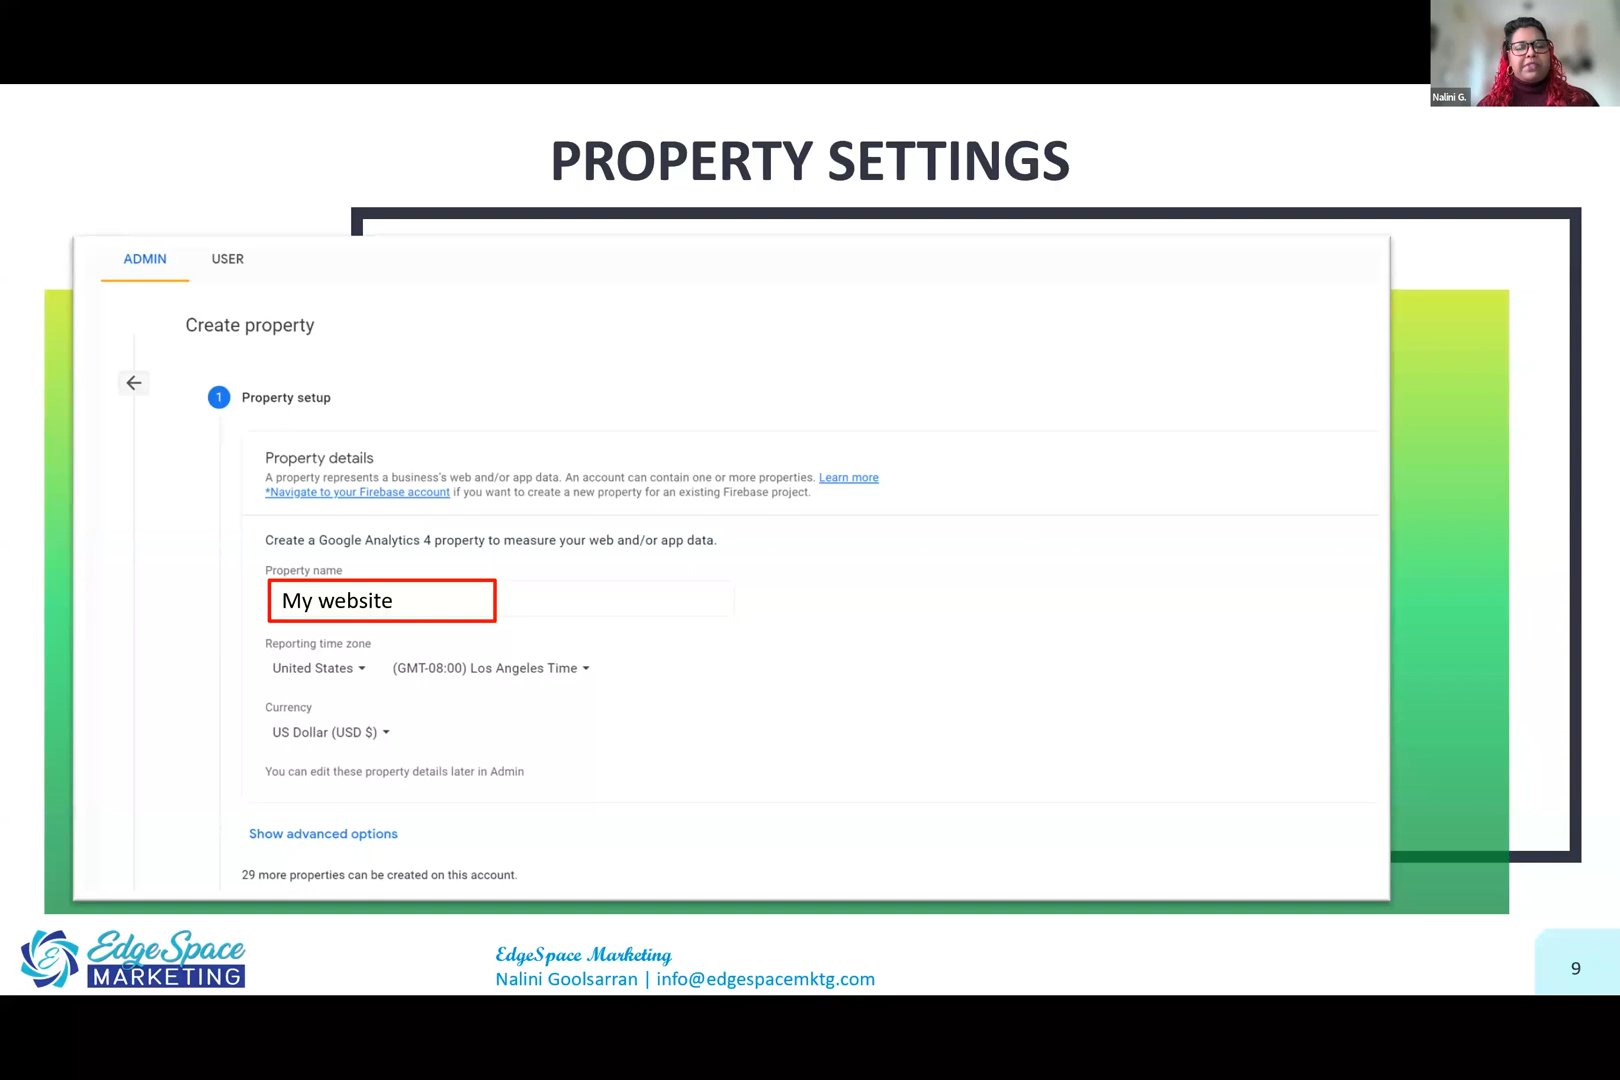 Nalini G.
PROPERTY SETTINGS
ADMIN USER
Create property
1 Property setup
Property details
A property represents a business's web and/or app data. An account can contain one or more properties. Learn more
*Navigate to your Firebase account if you want to create a new property for an existing Firebase project.
Create a Google Analytics 4 property to measure your web and/or app data.
Property name
My website
Reporting time zone
United States (GMT-08:00) Los Angeles Time
Currency
US Dollar (USD $)
You can edit these property details later in Admin
Show advanced options
29 more properties can be created on this account.
EdgeSpace
MARKETING
EdgeSpace Marketing
Nalini Goolsarran | info@edgespacemktg.com
9